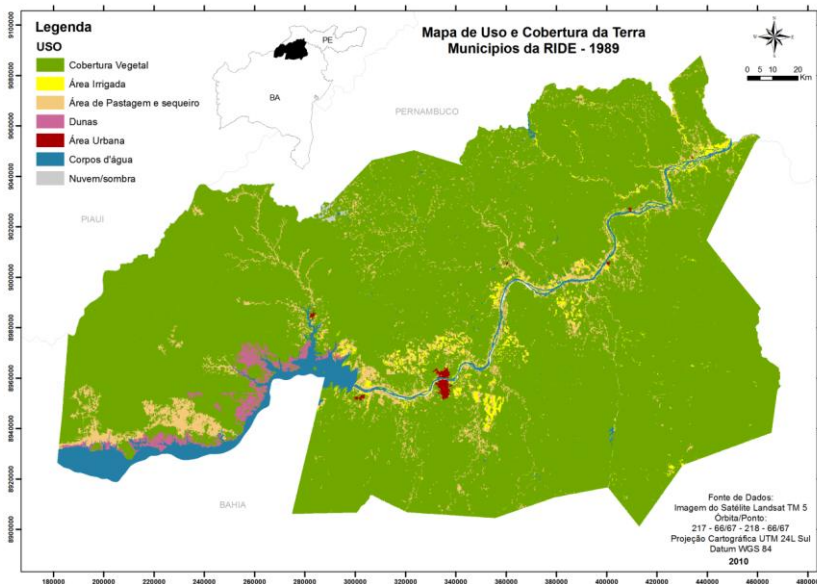 Legenda
USO
Cobertura Vegetal
Área Irrigada
Área de Pastagem e sequeiro
Dunas
Área Urbana
Corpos d'água
Nuvem/sombra
PE
BA
Mapa de Uso e Cobertura da Terra
Municipios da RIDE - 1989
N
0 5 10 20
Km
PERNAMBUCO
PIAUÍ
BAHIA
Fonte de Dados:
Imagem do Satélite Landsat TM 5
Órbita/Ponto:
217 - 66/67 - 218 - 66/67
Projeção Cartográfica UTM 24L Sul
Datum WGS 84
2010
9100000
9080000
9060000
9040000
9020000
9000000
8980000
8960000
8940000
8920000
8900000
180000 200000 220000 240000 260000 280000 300000 320000 340000 360000 380000 400000 420000 440000 460000 480000